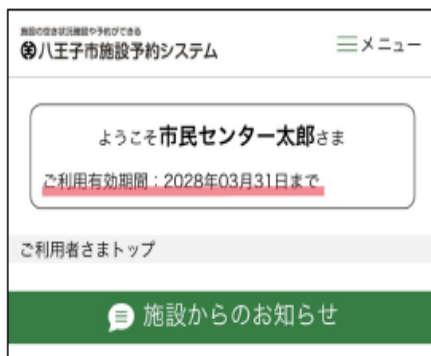 施設の空き状況確認や予約ができる
八王子市施設予約システム
メニュー
ようこそ市民センター太郎さま
ご利用有効期間：2028年03月31日まで
ご利用者さまトップ
施設からのお知らせ